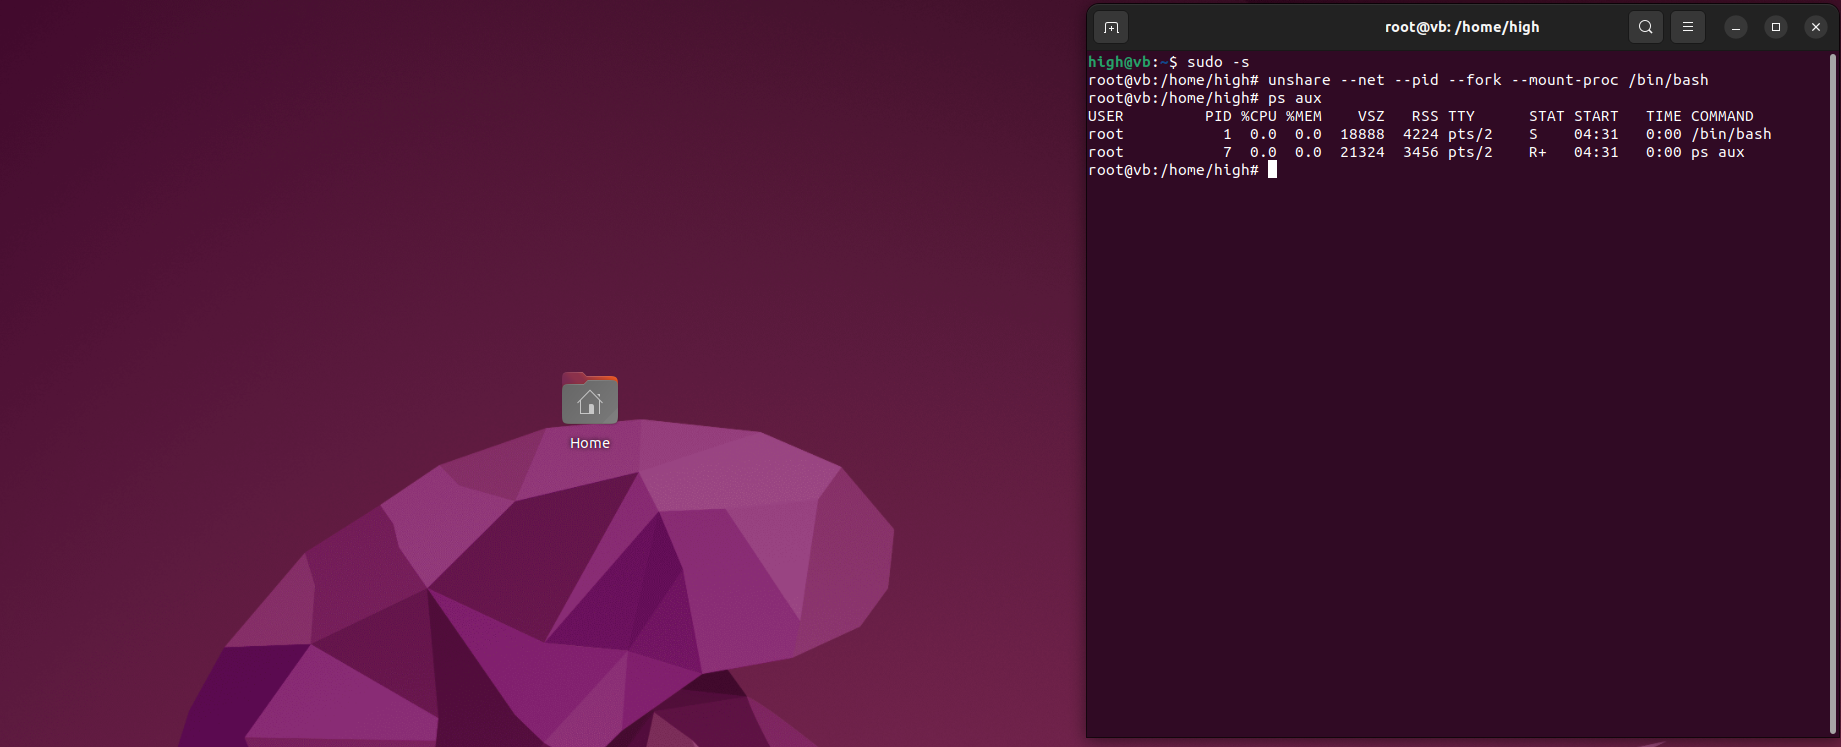 root@vb: /home/high
high@vb:~$ sudo -s
root@vb:/home/high# unshare --net --pid --fork --mount-proc /bin/bash
root@vb:/home/high# ps aux
USER         PID %CPU %MEM    VSZ   RSS TTY      STAT START   TIME COMMAND
root           1  0.0  0.0  18888  4224 pts/2    S    04:31   0:00 /bin/bash
root           7  0.0  0.0  21324  3456 pts/2    R+   04:31   0:00 ps aux
root@vb:/home/high#
Home